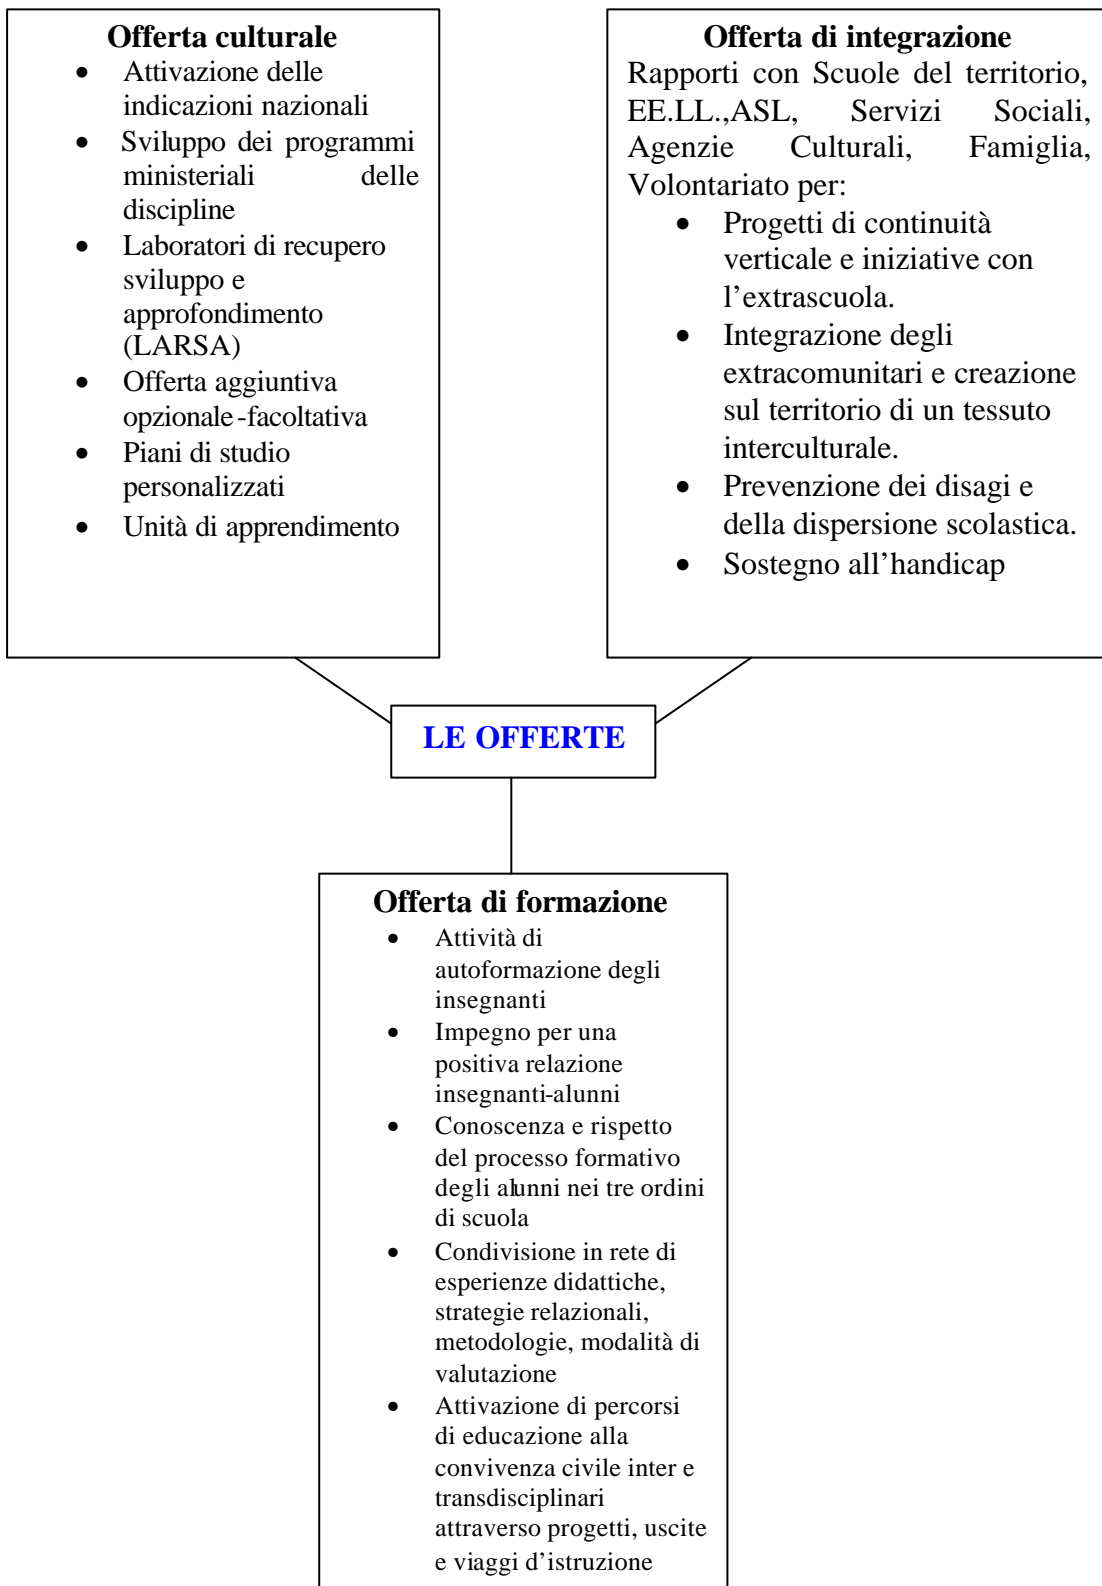 Offerta culturale
• Attivazione delle
indicazioni nazionali
• Sviluppo dei programmi
ministeriali delle
discipline
• Laboratori di recupero
sviluppo e
approfondimento
(LARSA)
• Offerta aggiuntiva
opzionale-facoltativa
• Piani di studio
personalizzati
• Unità di apprendimento
Offerta di integrazione
Rapporti con Scuole del territorio,
EE.LL.,ASL, Servizi Sociali,
Agenzie Culturali, Famiglia,
Volontariato per:
• Progetti di continuità
verticale e iniziative con
l’extrascuola.
• Integrazione degli
extracomunitari e creazione
sul territorio di un tessuto
interculturale.
• Prevenzione dei disagi e
della dispersione scolastica.
• Sostegno all’handicap
LE OFFERTE
Offerta di formazione
• Attività di
autoformazione degli
insegnanti
• Impegno per una
positiva relazione
insegnanti-alunni
• Conoscenza e rispetto
del processo formativo
degli alunni nei tre ordini
di scuola
• Condivisione in rete di
esperienze didattiche,
strategie relazionali,
metodologie, modalità di
valutazione
• Attivazione di percorsi
di educazione alla
convivenza civile inter e
transdisciplinari
attraverso progetti, uscite
e viaggi d’istruzione